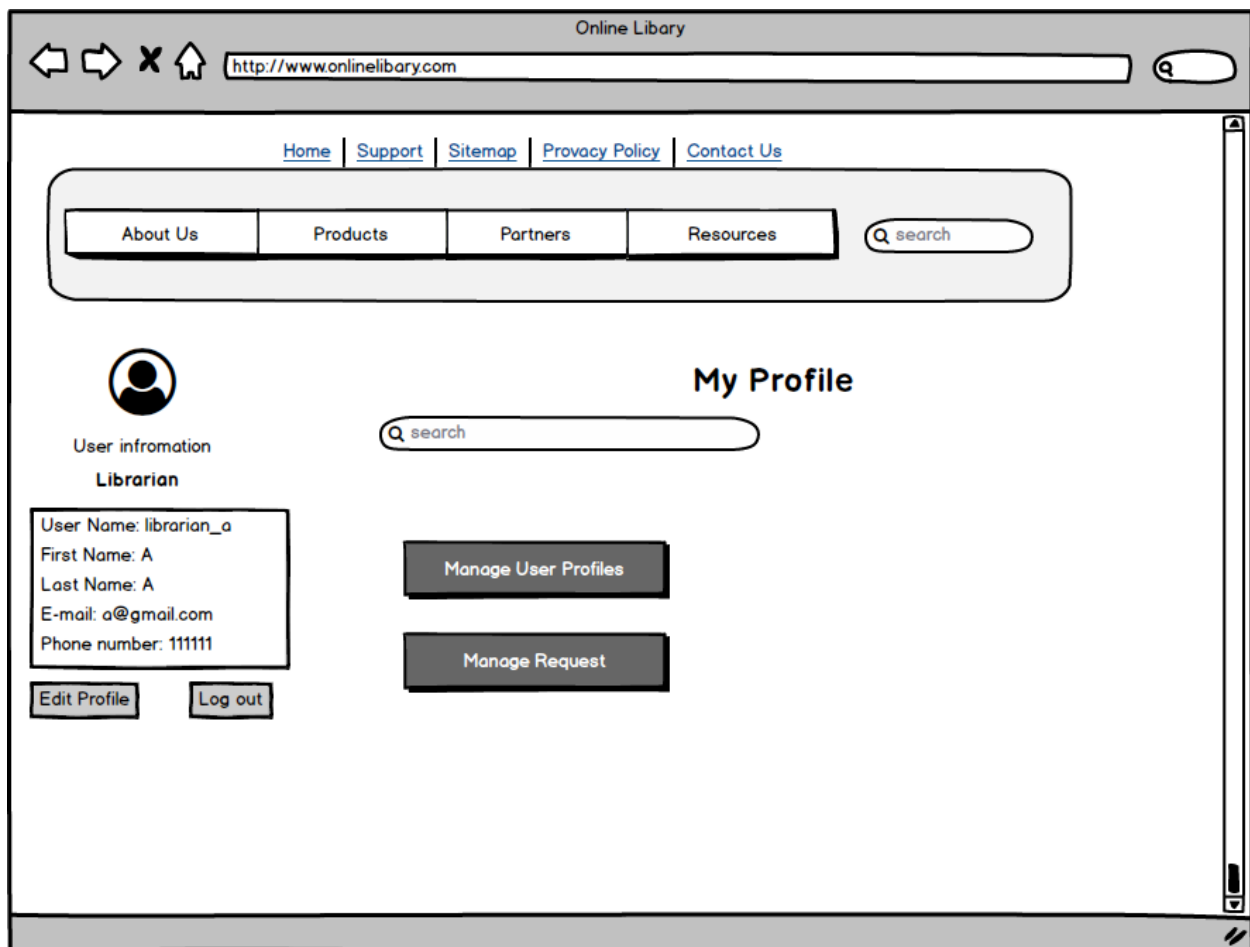 Online Libary
http://www.onlinelibary.com
Home Support Sitemap Provacy Policy Contact Us
About Us Products Partners Resources search
My Profile
search
User infromation
Librarian
User Name: librarian_a
First Name: A
Last Name: A
E-mail: a@gmail.com
Phone number: 111111
Edit Profile Log out
Manage User Profiles
Manage Request